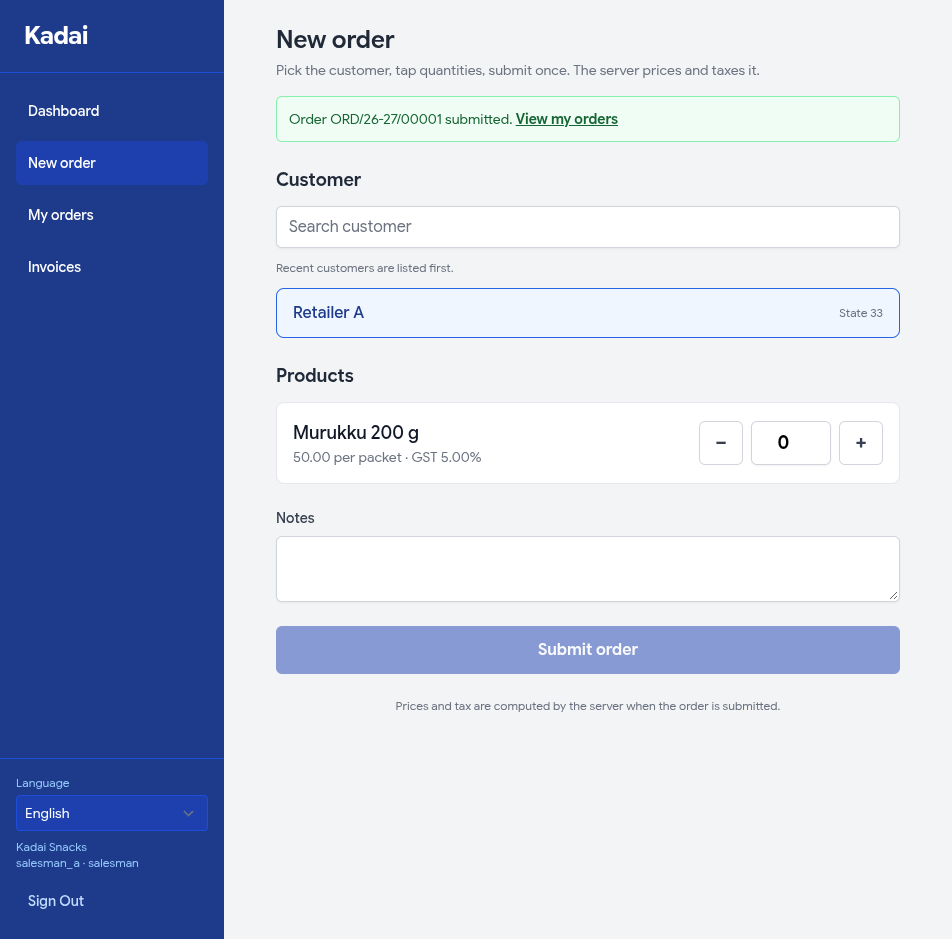 Kadai
Dashboard
New order
My orders
Invoices
Language
English
Kadai Snacks
salesman_a · salesman
Sign Out
New order
Pick the customer, tap quantities, submit once. The server prices and taxes it.
Order ORD/26-27/00001 submitted. View my orders
Customer
Search customer
Recent customers are listed first.
Retailer A State 33
Products
Murukku 200 g
50.00 per packet · GST 5.00%
− 0 +
Notes
Submit order
Prices and tax are computed by the server when the order is submitted.